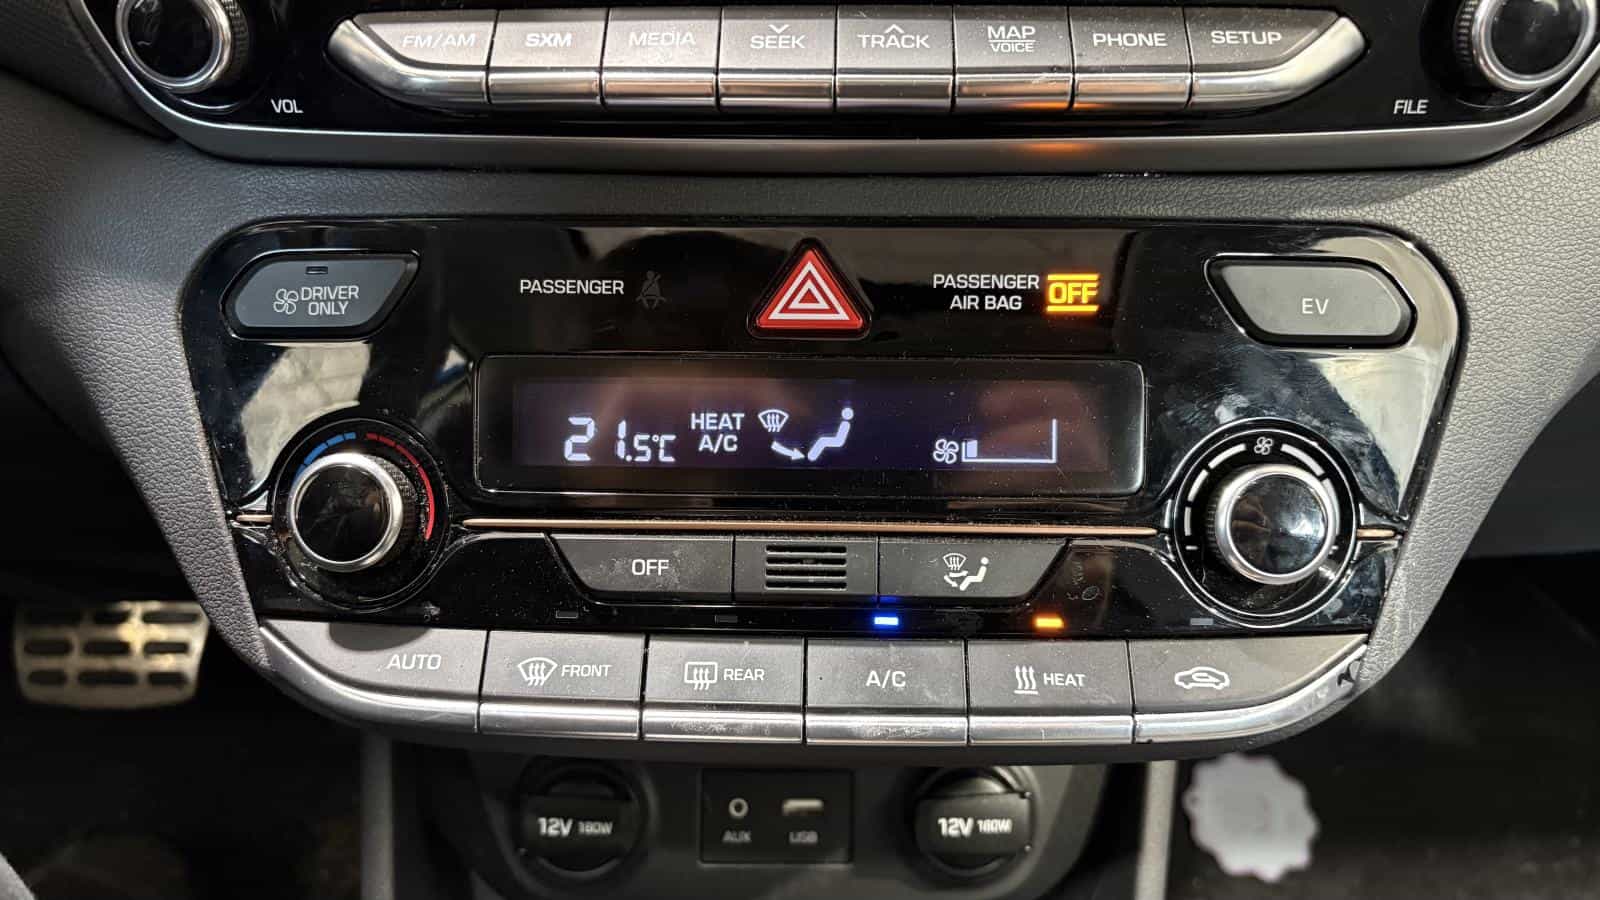 FM/AM
SXM
MEDIA
SEEK
TRACK
MAP
VOICE
PHONE
SETUP
VOL
FILE
DRIVER
ONLY
PASSENGER
PASSENGER
AIR BAG
OFF
EV
21.5°C
HEAT
A/C
OFF
AUTO
FRONT
REAR
A/C
HEAT
12V 180W
AUX
USB
12V 180W